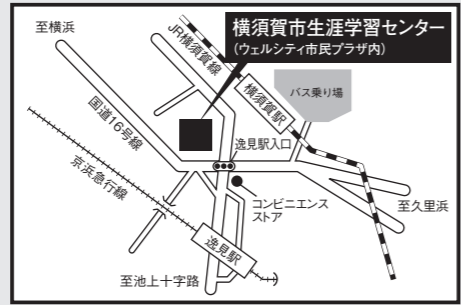 横須賀市生涯学習センター
(ウェルシティ市民プラザ内)
至横浜
JR横須賀線
横須賀駅
バス乗り場
国道16号線
逸見駅入口
京浜急行線
コンビニエンス
ストア
至久里浜
逸見駅
至池上十字路